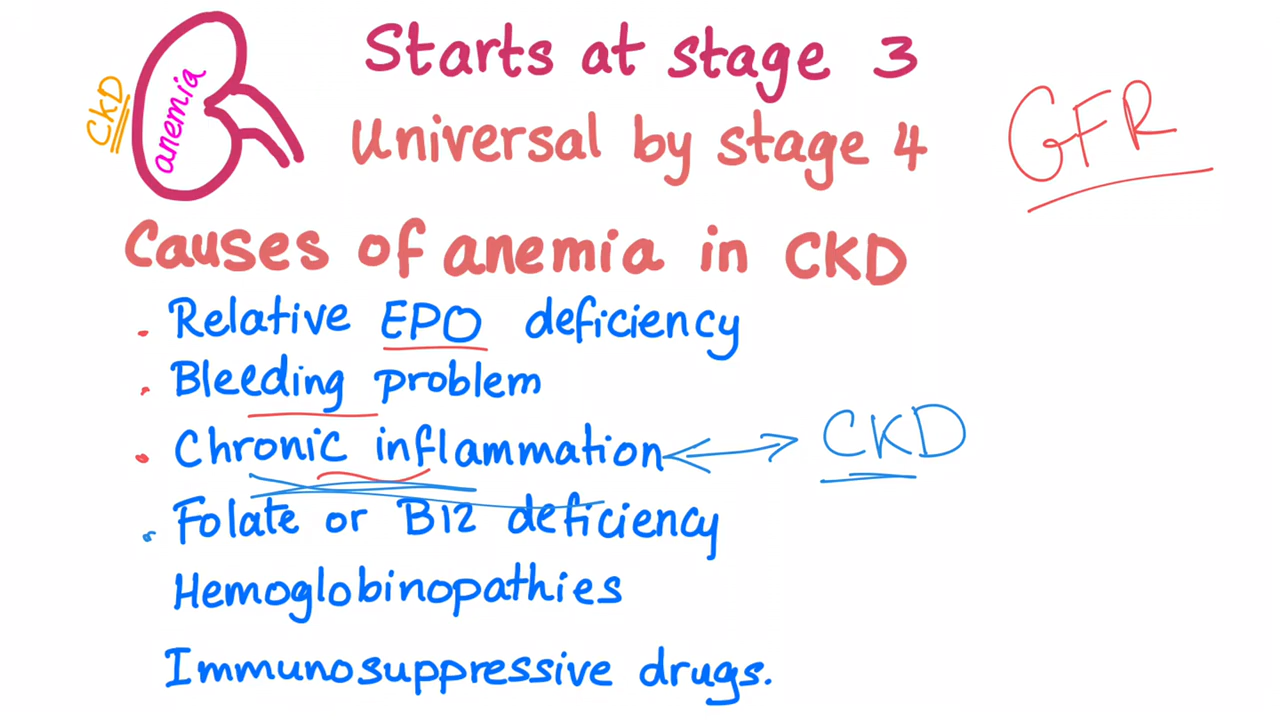 CKD
anemia
Starts at stage 3
Universal by stage 4
GFR
Causes of anemia in CKD
. Relative EPO deficiency
. Bleeding problem
. Chronic inflammation
CKD
. Folate or B12 deficiency
Hemoglobinopathies
Immunosuppressive drugs.